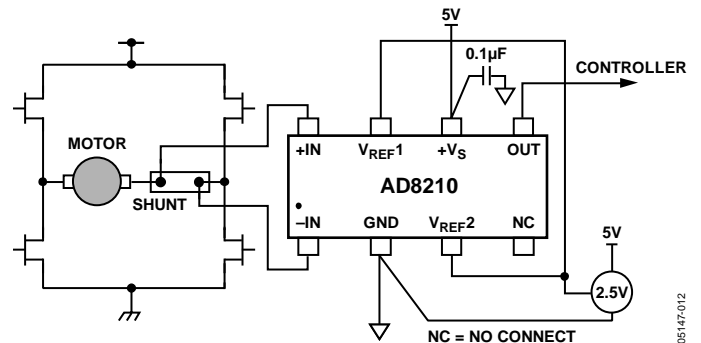 5V
0.1µF
CONTROLLER
MOTOR
SHUNT
+IN
VREF1
+VS
OUT
AD8210
–IN
GND
VREF2
NC
5V
2.5V
NC = NO CONNECT
05147-012